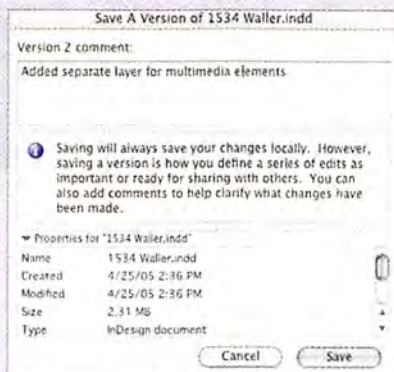 Save A Version of 1534 Waller.indd
Version 2 comment:
Added separate layer for multimedia elements
Saving will always save your changes locally. However,
saving a version is how you define a series of edits as
important or ready for sharing with others. You can
also add comments to help clarify what changes have
been made.
Properties for "1534 Waller.indd"
Name 1534 Waller.indd
Created 4/25/05 2:36 PM
Modified 4/25/05 2:36 PM
Size 2.31 MB
Type InDesign document
Cancel Save